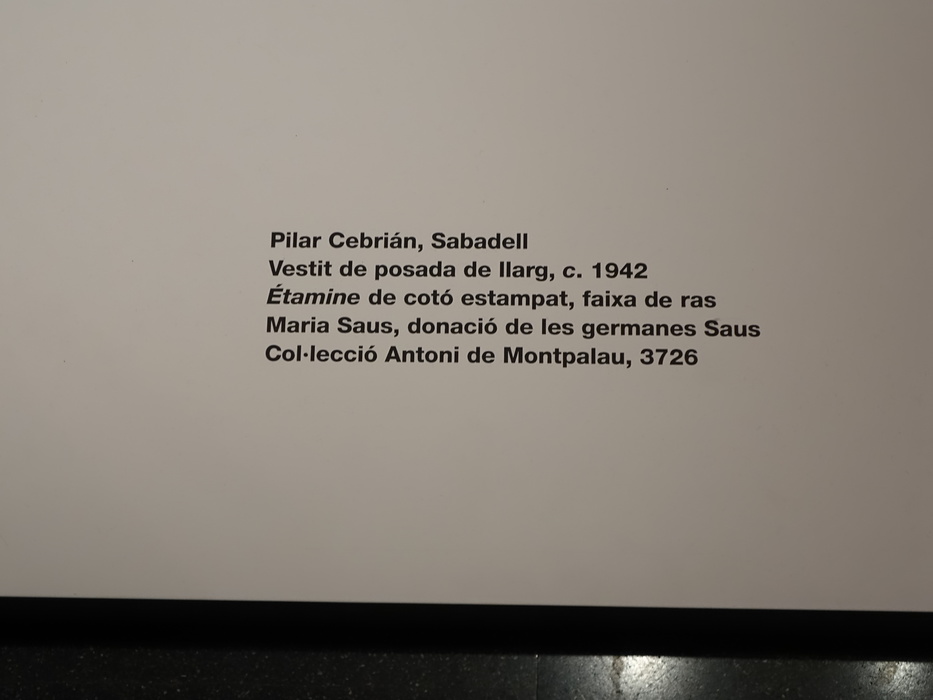 Pilar Cebrián, Sabadell
Vestit de posada de llarg, c. 1942
Étamine de cotó estampat, faixa de ras
Maria Saus, donació de les germanes Saus
Col·lecció Antoni de Montpalau, 3726